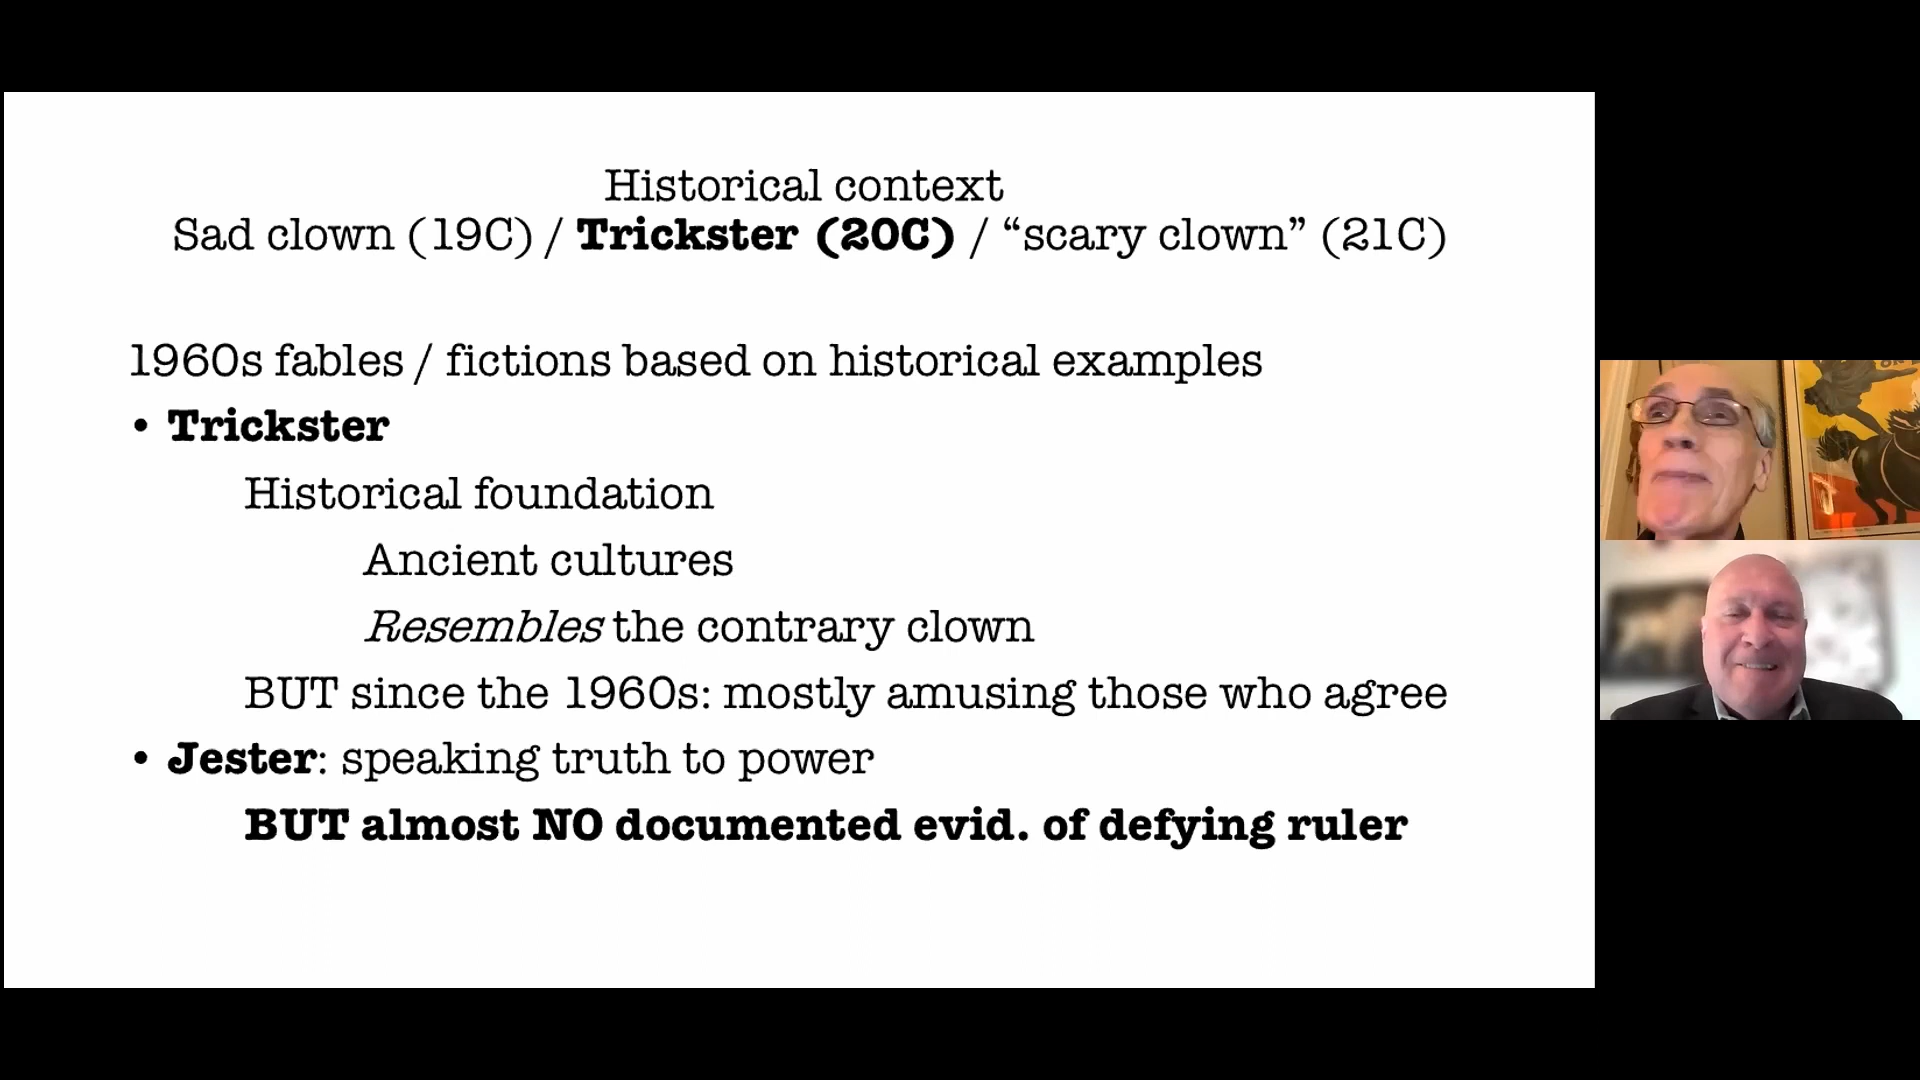 Historical context
Sad clown (19C) / Trickster (20C) / “scary clown” (21C)
1960s fables / fictions based on historical examples
• Trickster
Historical foundation
Ancient cultures
Resembles the contrary clown
BUT since the 1960s: mostly amusing those who agree
• Jester: speaking truth to power
BUT almost NO documented evid. of defying ruler